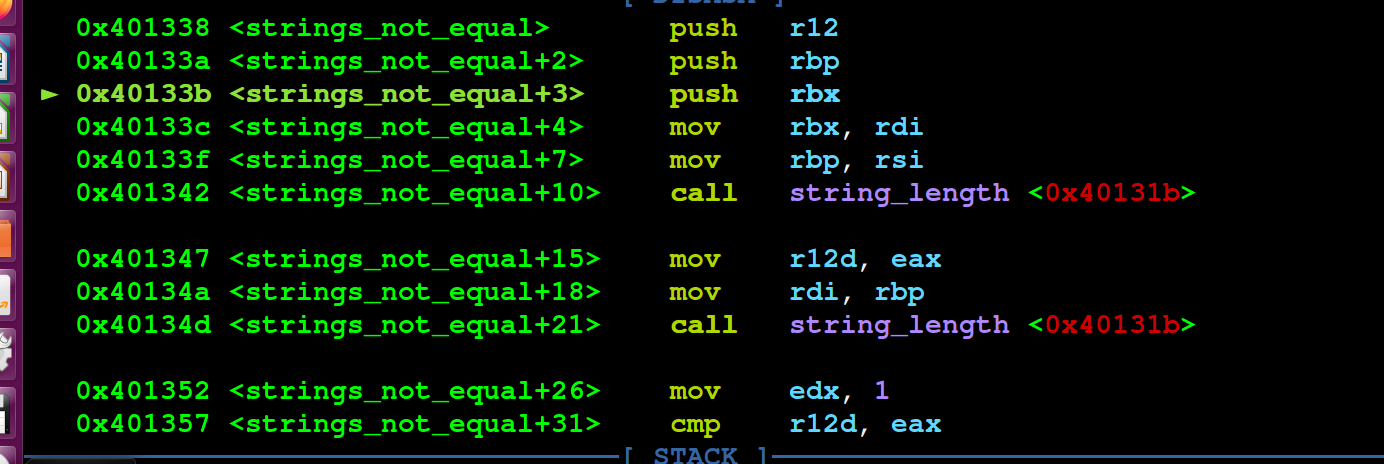 [ DISASM ]
0x401338 <strings_not_equal> push r12
0x40133a <strings_not_equal+2> push rbp
► 0x40133b <strings_not_equal+3> push rbx
0x40133c <strings_not_equal+4> mov rbx, rdi
0x40133f <strings_not_equal+7> mov rbp, rsi
0x401342 <strings_not_equal+10> call string_length <0x40131b>
0x401347 <strings_not_equal+15> mov r12d, eax
0x40134a <strings_not_equal+18> mov rdi, rbp
0x40134d <strings_not_equal+21> call string_length <0x40131b>
0x401352 <strings_not_equal+26> mov edx, 1
0x401357 <strings_not_equal+31> cmp r12d, eax
[ STACK ]